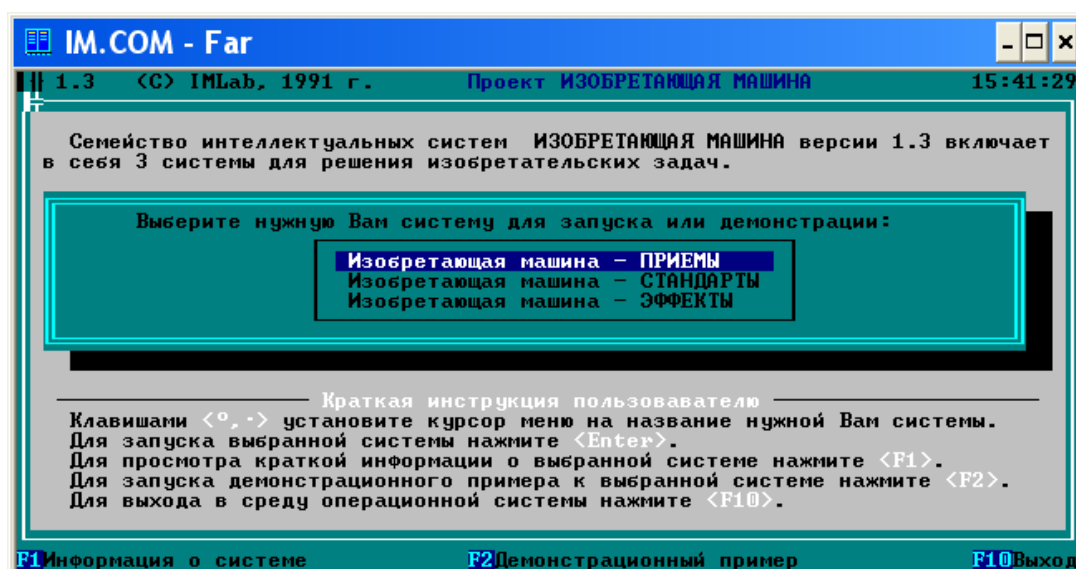 IM.COM - Far
1.3 (C) IMLab, 1991 г. Проект ИЗОБРЕТАЮЩАЯ МАШИНА 15:41:29
Семейство интеллектуальных систем ИЗОБРЕТАЮЩАЯ МАШИНА версии 1.3 включает
в себя 3 системы для решения изобретательских задач.
Выберите нужную Вам систему для запуска или демонстрации:
Изобретающая машина - ПРИЕМЫ
Изобретающая машина - СТАНДАРТЫ
Изобретающая машина - ЭФФЕКТЫ
Краткая инструкция пользователю
Клавишами <°,·> установите курсор меню на название нужной Вам системы.
Для запуска выбранной системы нажмите <Enter>.
Для просмотра краткой информации о выбранной системе нажмите <F1>.
Для запуска демонстрационного примера к выбранной системе нажмите <F2>.
Для выхода в среду операционной системы нажмите <F10>.
F1Информация о системе F2Демонстрационный пример F10Выход